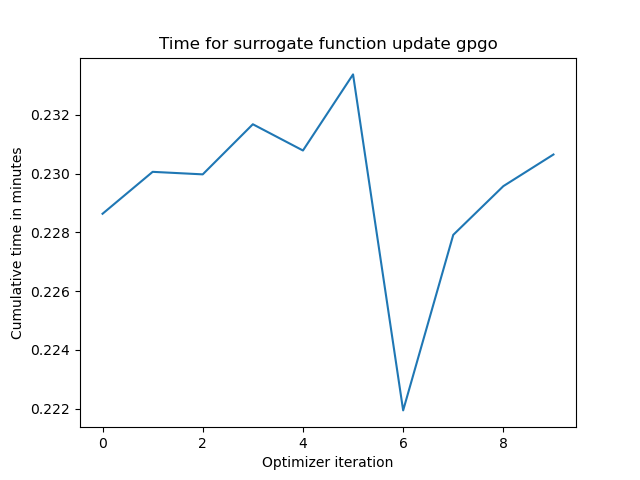 Time for surrogate function update gpgo
Cumulative time in minutes
0.232
0.230
0.228
0.226
0.224
0.222
0 2 4 6 8
Optimizer iteration